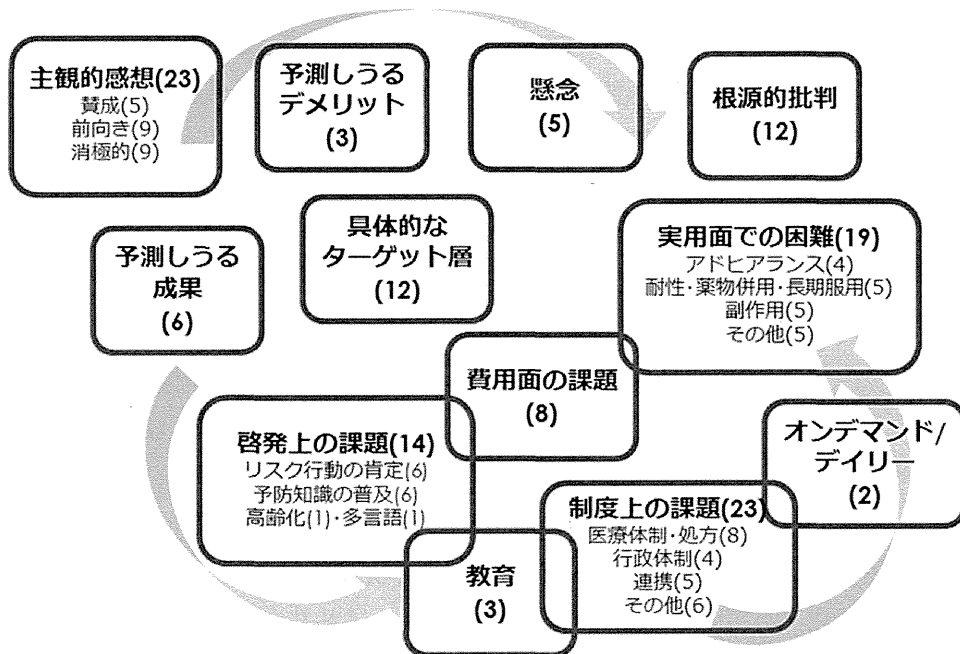 主観的感想(23)
賛成(5)
前向き(9)
消極的(9)
予測しうる
デメリット
(3)
懸念
(5)
根源的批判
(12)
予測しうる
成果
(6)
具体的な
ターゲット層
(12)
実用面での困難(19)
アドヒアランス(4)
耐性・薬物併用・長期服用(5)
副作用(5)
その他(5)
費用面の課題
(8)
啓発上の課題(14)
リスク行動の肯定(6)
予防知識の普及(6)
高齢化(1)・多言語(1)
オンデマンド/
デイリー
(2)
制度上の課題(23)
医療体制・処方(8)
行政体制(4)
連携(5)
その他(6)
教育
(3)